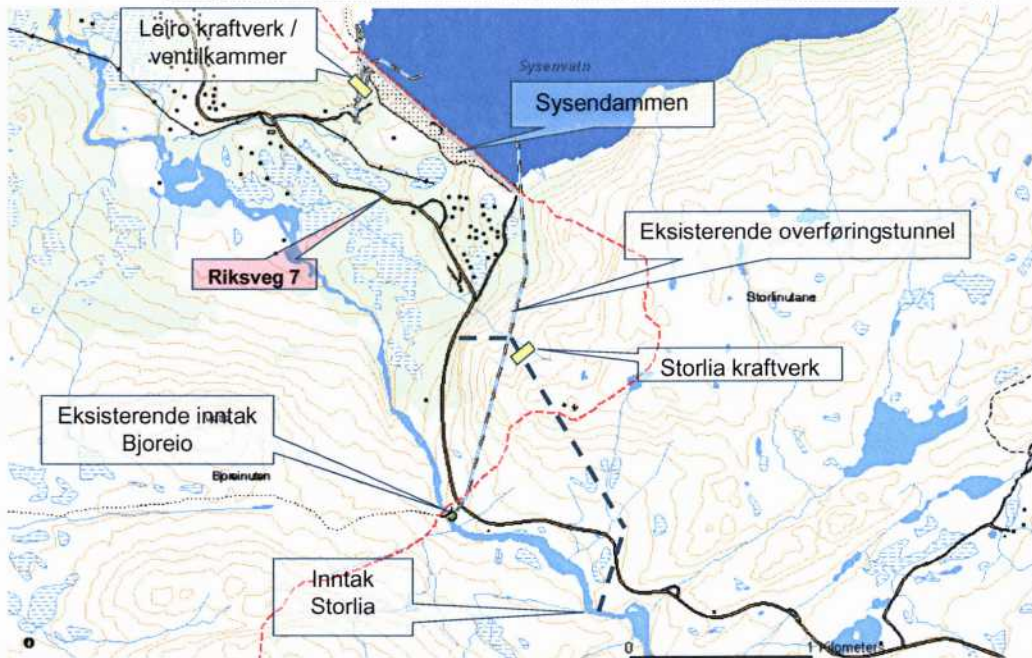 Leiro kraftverk /
ventilkammer
Sysenvatn
Sysendammen
Eksisterende overføringstunnel
Riksveg 7
Storlinutane
Storlia kraftverk
Eksisterende inntak
Bjoreio
Bjoreinuten
Inntak
Storlia
0 1 Kilometers